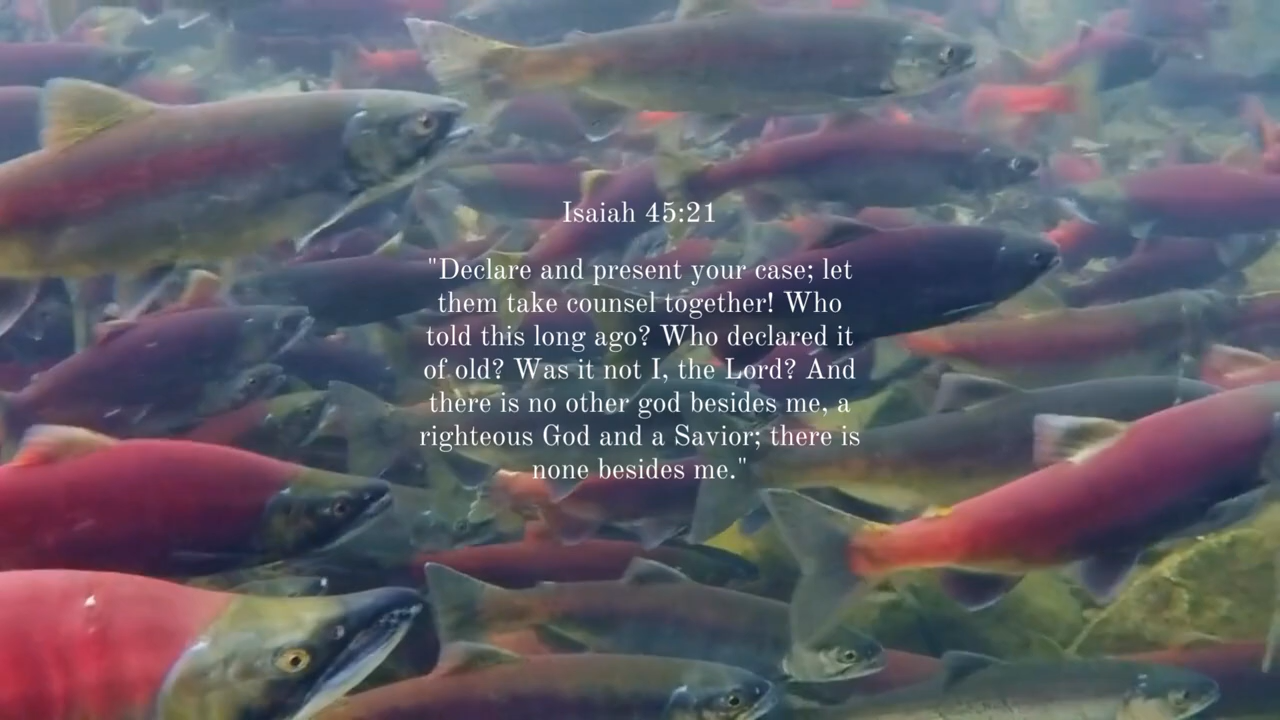 Isaiah 45:21
"Declare and present your case; let
them take counsel together! Who
told this long ago? Who declared it
of old? Was it not I, the Lord? And
there is no other god besides me, a
righteous God and a Savior; there is
none besides me."